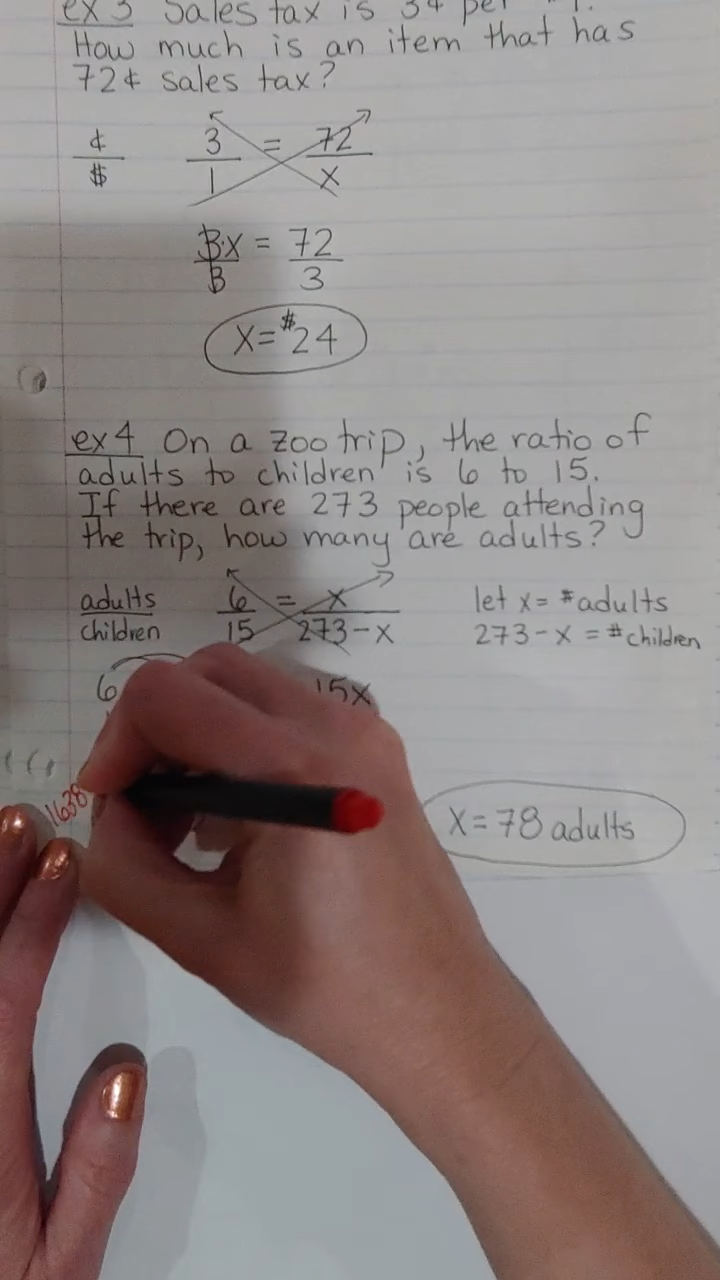 ex 3 Sales tax is 3¢ per
How much is an item that has
72¢ sales tax?
¢ 3 = 72
$ 1 x
3·x = 72
3 3
x = $24
ex 4 On a zoo trip, the ratio of
adults to children is 6 to 15.
If there are 273 people attending
the trip, how many are adults?
adults 6 = x let x = #adults
children 15 273 - x 273 - x = #children
6 15x
1638
x = 78 adults